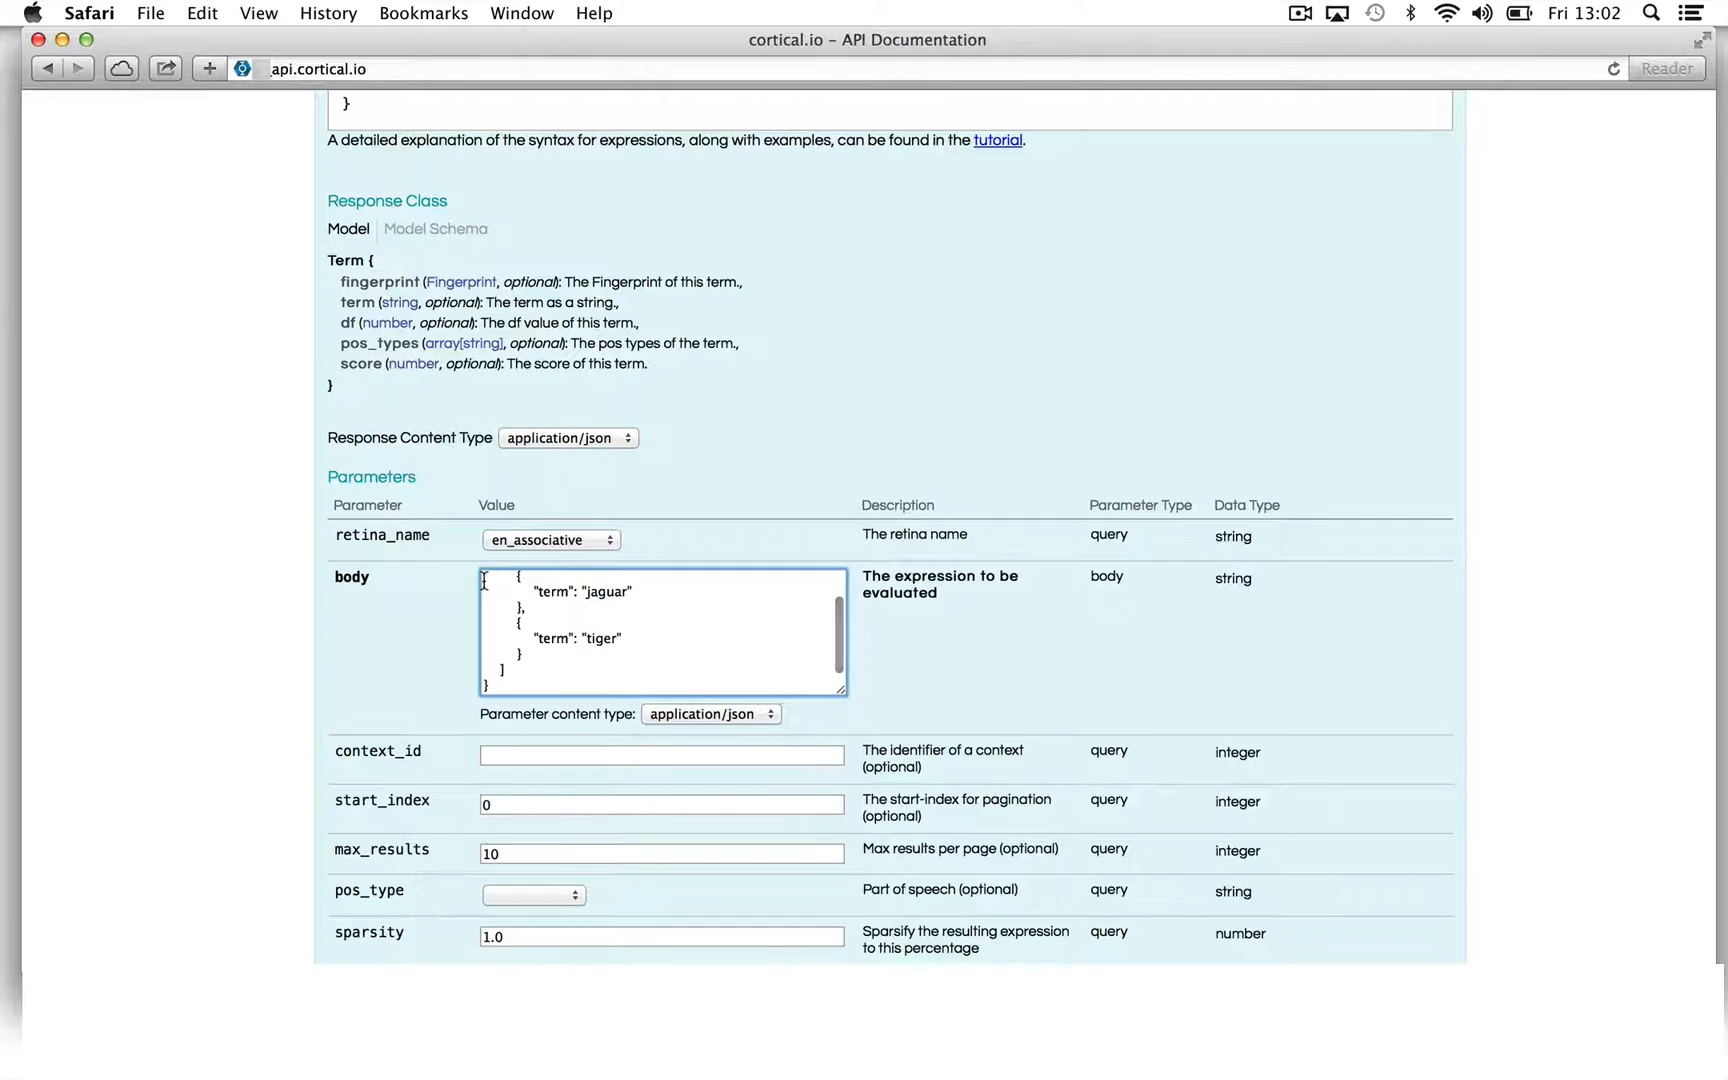 Safari File Edit View History Bookmarks Window Help Fri 13:02
cortical.io – API Documentation
api.cortical.io Reader
}
A detailed explanation of the syntax for expressions, along with examples, can be found in the tutorial.
Response Class
Model Model Schema
Term {
fingerprint (Fingerprint, optional): The Fingerprint of this term.,
term (string, optional): The term as a string.,
df (number, optional): The df value of this term.,
pos_types (array[string], optional): The pos types of the term.,
score (number, optional): The score of this term.
}
Response Content Type application/json
Parameters
Parameter Value Description Parameter Type Data Type
retina_name en_associative The retina name query string
body The expression to be evaluated body string
{
"term": "jaguar"
},
{
"term": "tiger"
}
]
}
Parameter content type: application/json
context_id The identifier of a context (optional) query integer
start_index 0 The start-index for pagination (optional) query integer
max_results 10 Max results per page (optional) query integer
pos_type Part of speech (optional) query string
sparsity 1.0 Sparsify the resulting expression to this percentage query number